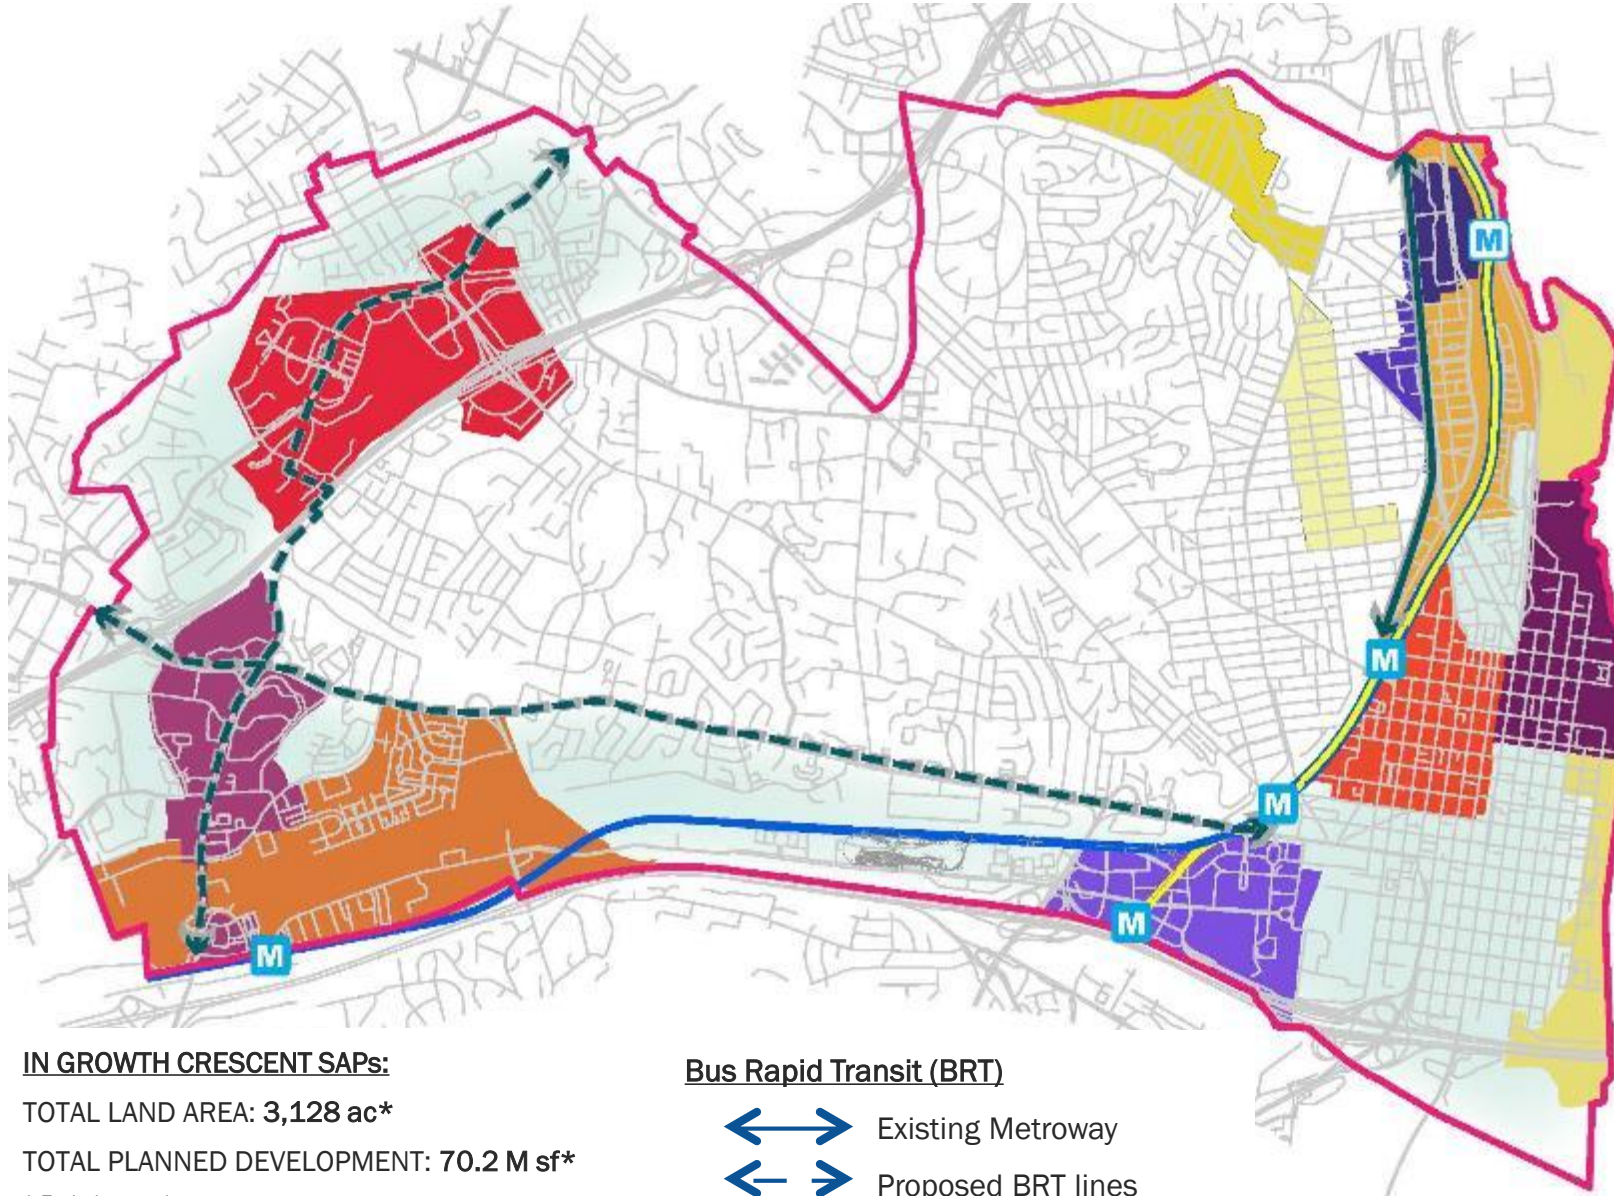 M
M
M
M
M
IN GROWTH CRESCENT SAPs:
TOTAL LAND AREA: 3,128 ac*
TOTAL PLANNED DEVELOPMENT: 70.2 M sf*
Bus Rapid Transit (BRT)
Existing Metroway
Proposed BRT lines